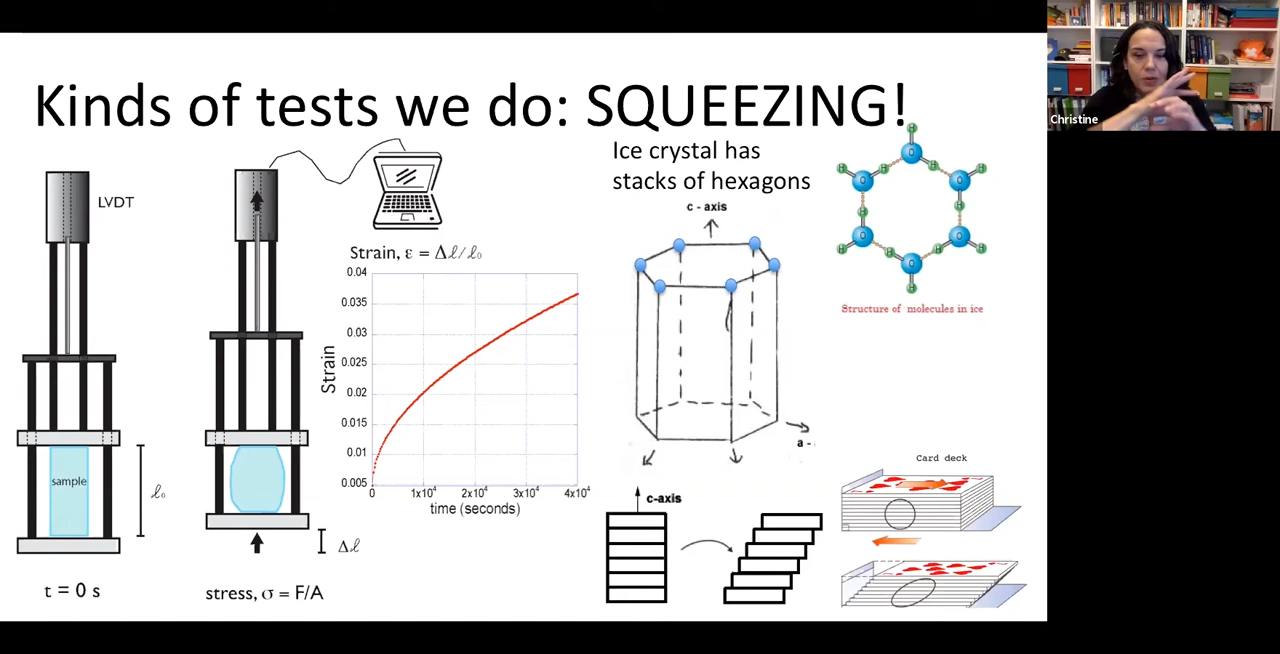 Kinds of tests we do: SQUEEZING!
Christine
LVDT
sample
ℓ₀
t = 0 s
Δℓ
stress, σ = F/A
Strain, ε = Δℓ/ℓ₀
Strain
0.04
0.035
0.03
0.025
0.02
0.015
0.01
0.005
0
1x10⁴
2x10⁴
3x10⁴
4x10⁴
time (seconds)
Ice crystal has
stacks of hexagons
c - axis
a -
c-axis
H
H
O
H
H
H
H
O
O
H
H
H
H
O
O
H
H
H
H
O
H
Structure of molecules in ice
Card deck